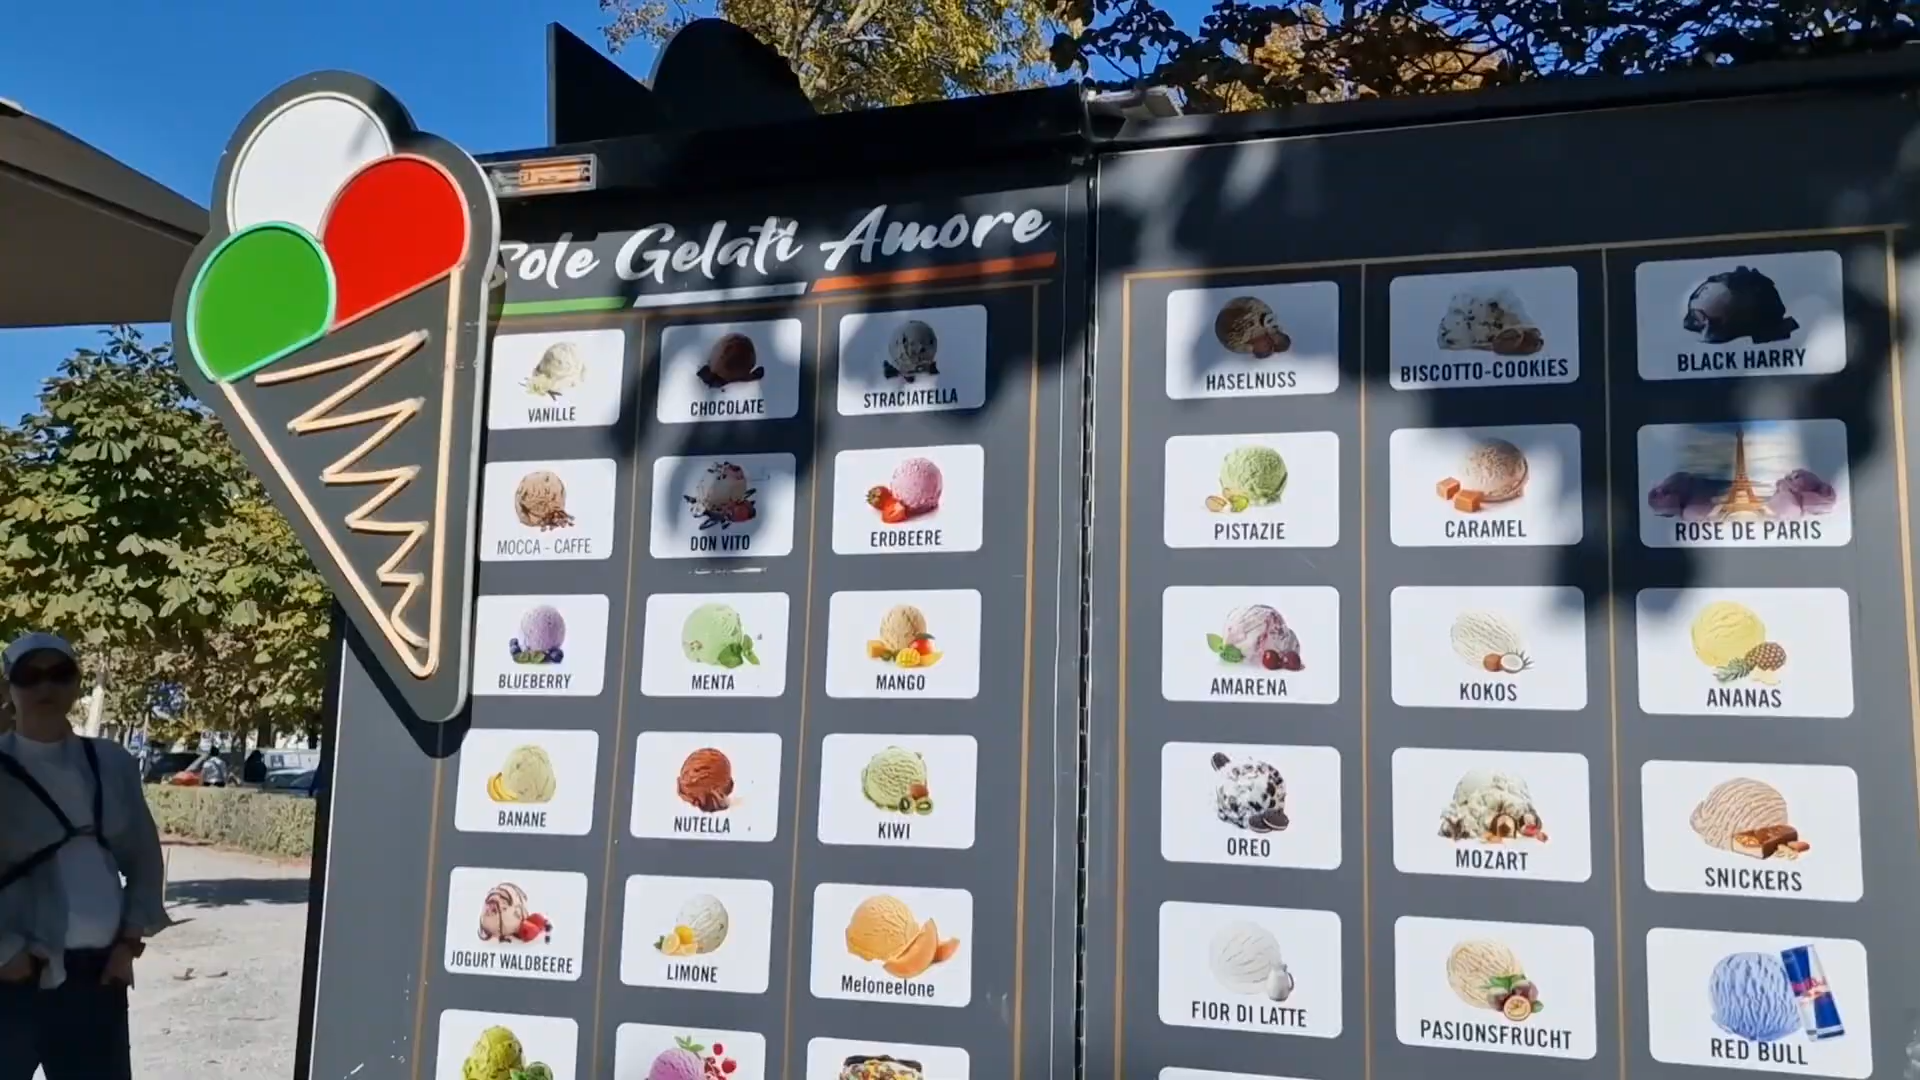 Sole Gelati Amore
VANILLE
CHOCOLATE
STRACIATELLA
MOCCA - CAFFE
DON VITO
ERDBEERE
BLUEBERRY
MENTA
MANGO
BANANE
NUTELLA
KIWI
JOGURT WALDBEERE
LIMONE
Meloneelone
HASELNUSS
BISCOTTO-COOKIES
BLACK HARRY
PISTAZIE
CARAMEL
ROSE DE PARIS
AMARENA
KOKOS
ANANAS
OREO
MOZART
SNICKERS
FIOR DI LATTE
PASIONSFRUCHT
RED BULL